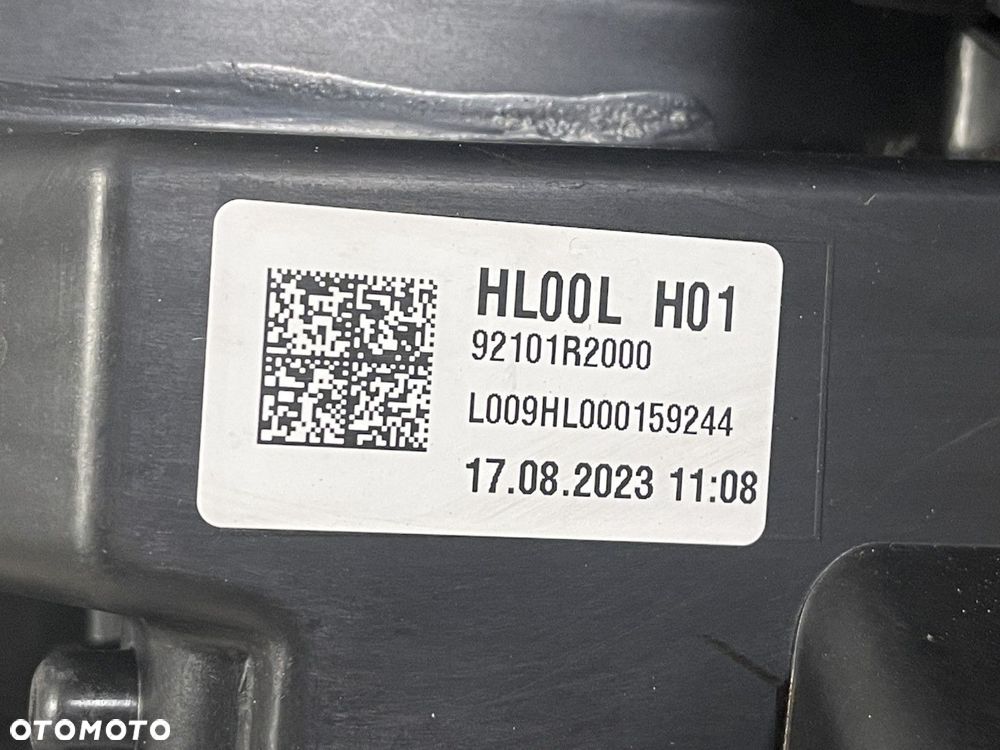 HL00L H01
92101R2000
L009HL000159244
17.08.2023 11:08
OTOMOTO